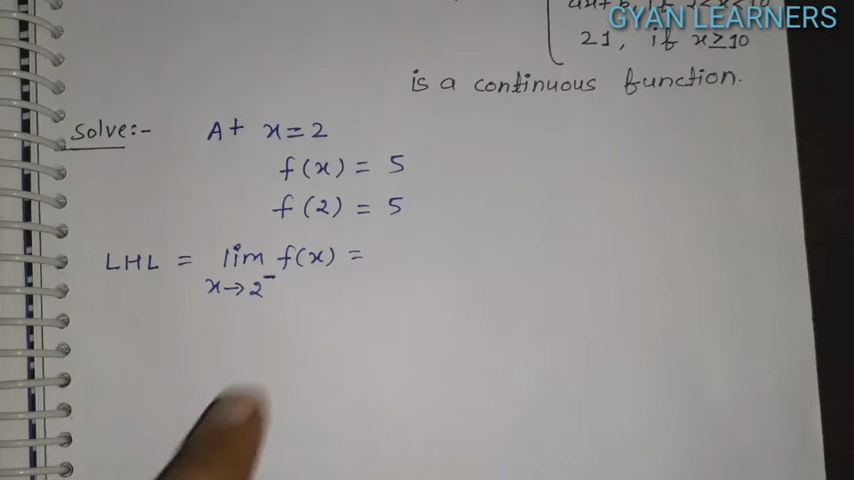 GYAN LEARNERS
21, if x≥10
is a continuous function.
Solve:- At x=2
f(x) = 5
f(2) = 5
LHL = lim f(x) =
x→2⁻